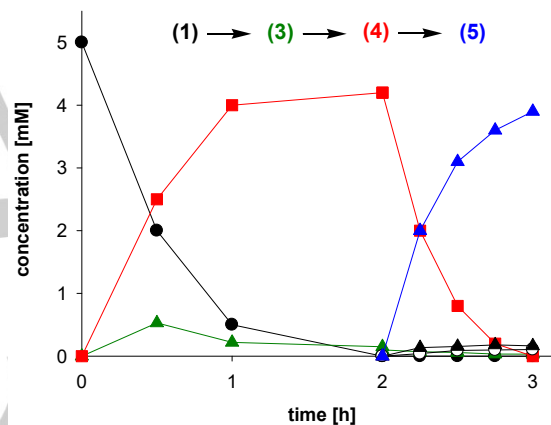 (1) → (3) → (4) → (5)
5
4
3
2
1
0
concentration [mM]
0 1 2 3
time [h]